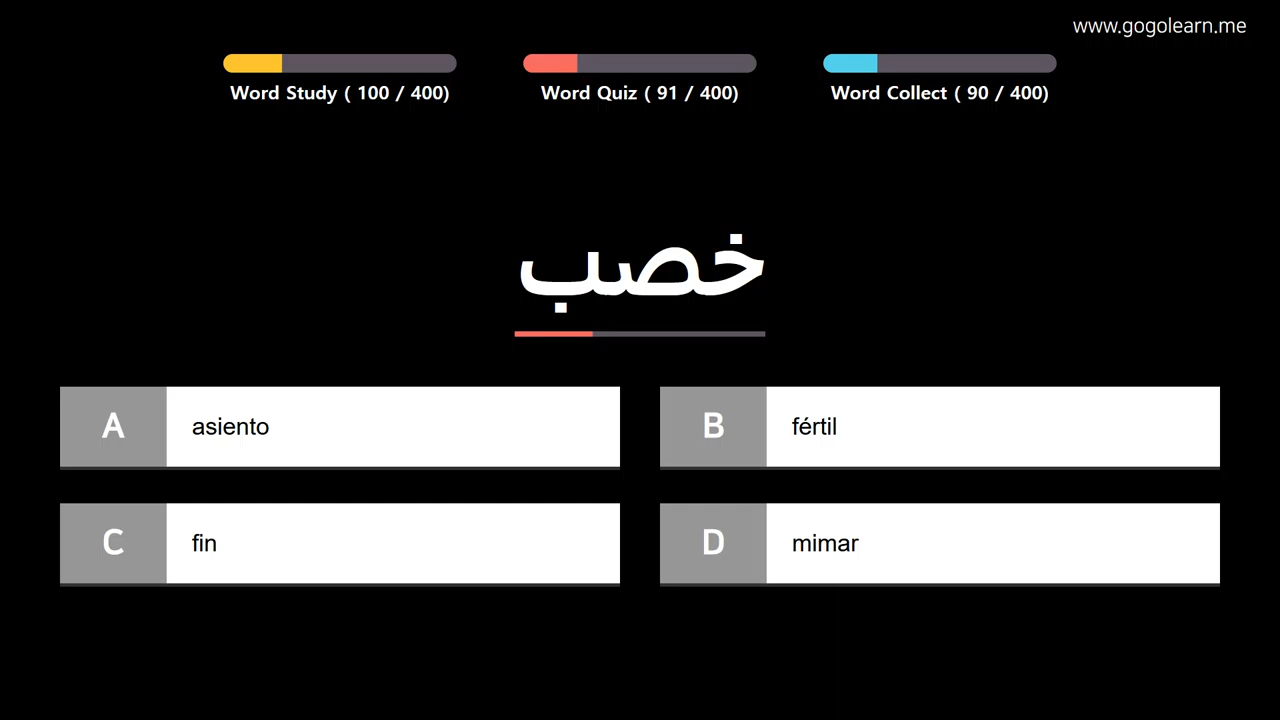 www.gogolearn.me
Word Study ( 100 / 400)
Word Quiz ( 91 / 400)
Word Collect ( 90 / 400)
خصب
A asiento
B fértil
C fin
D mimar